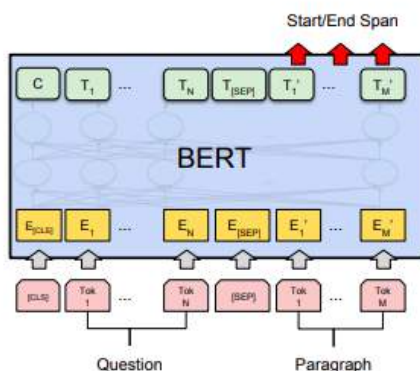 Start/End Span
C T1 ... TN T[SEP] T1' ... TM'
BERT
E[CLS] E1 ... EN E[SEP] E1' ... EM'
[CLS] Tok 1 ... Tok N [SEP] Tok 1 ... Tok M
Question Paragraph